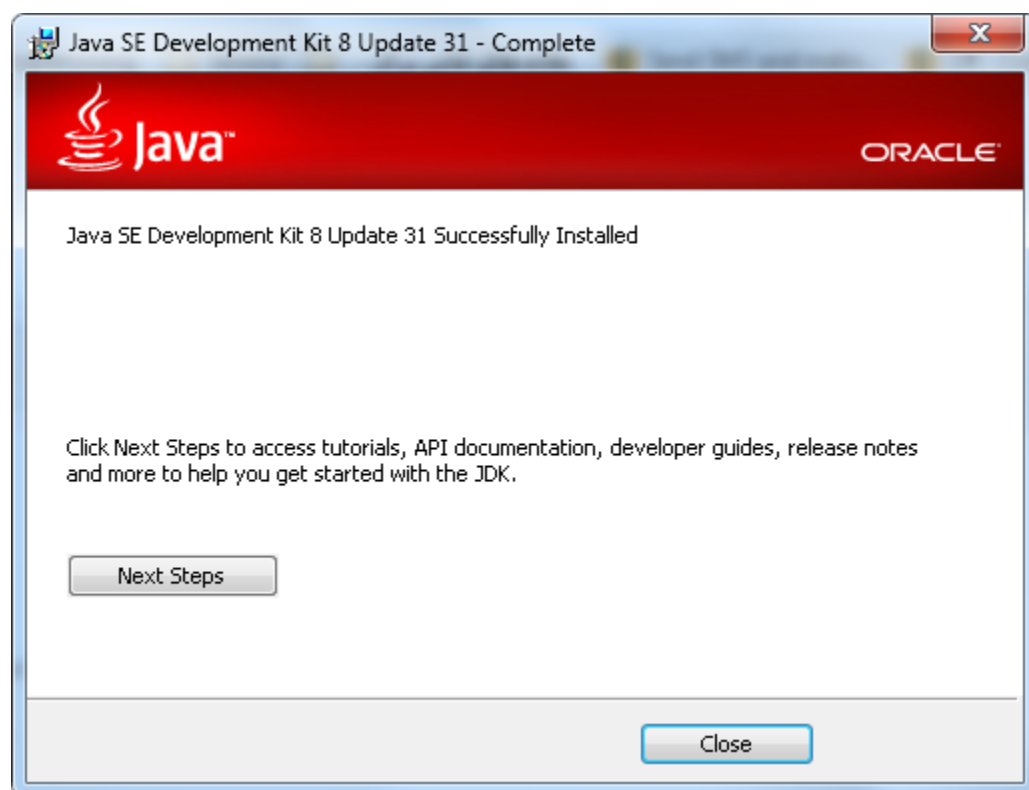 Java SE Development Kit 8 Update 31 - Complete
Java™
ORACLE®
Java SE Development Kit 8 Update 31 Successfully Installed
Click Next Steps to access tutorials, API documentation, developer guides, release notes
and more to help you get started with the JDK.
Next Steps
Close